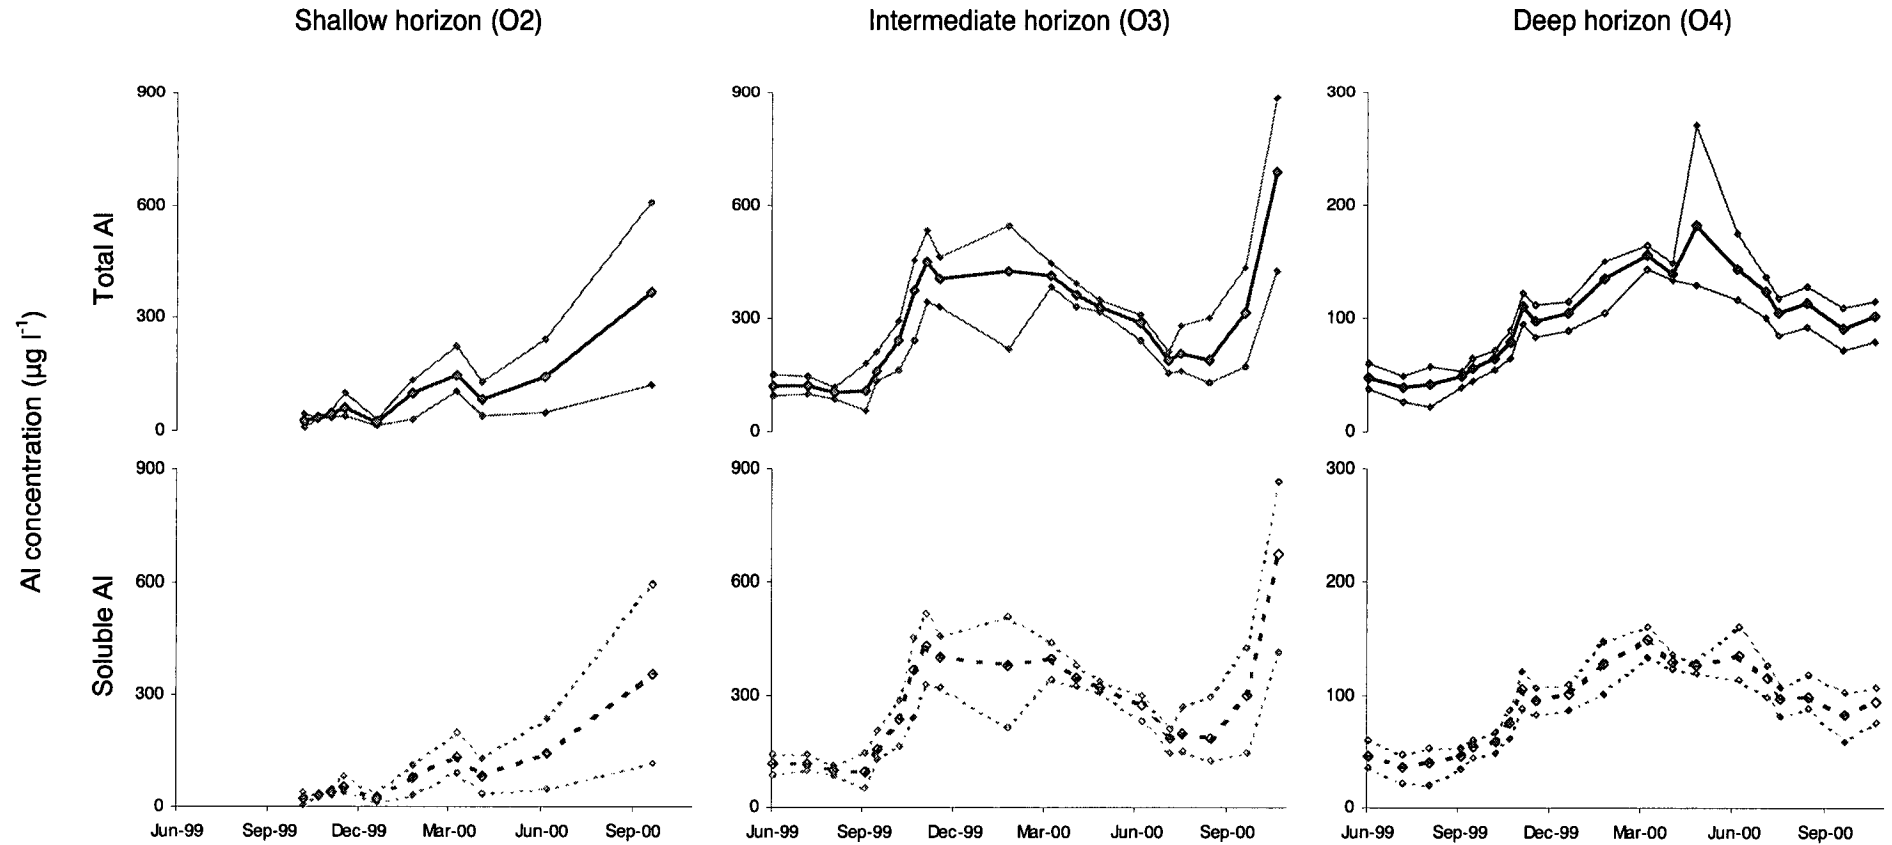 Shallow horizon (O2)
Intermediate horizon (O3)
Deep horizon (O4)
Al concentration (µg l⁻¹)
Total Al
900
600
300
0
900
600
300
0
300
200
100
0
Soluble Al
900
600
300
0
Jun-99 Sep-99 Dec-99 Mar-00 Jun-00 Sep-00
900
600
300
0
Jun-99 Sep-99 Dec-99 Mar-00 Jun-00 Sep-00
300
200
100
0
Jun-99 Sep-99 Dec-99 Mar-00 Jun-00 Sep-00